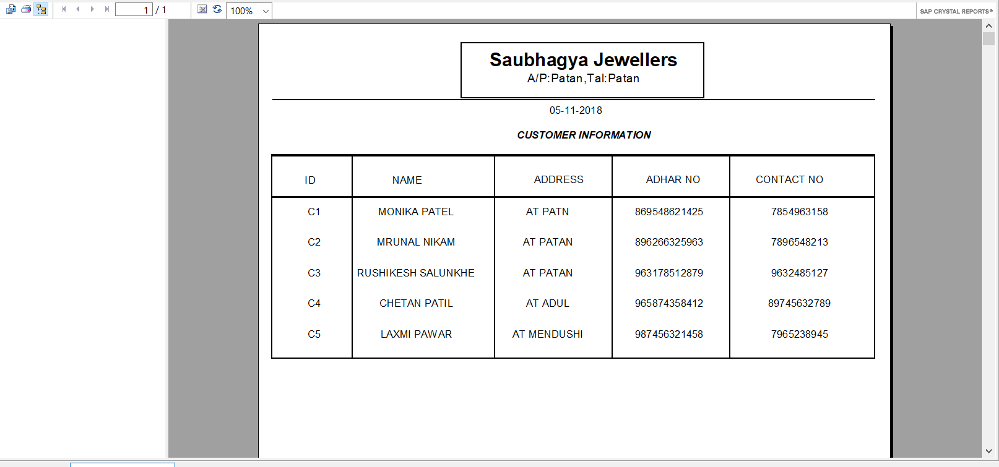 1 / 1 100% SAP CRYSTAL REPORTS®
Saubhagya Jewellers
A/P:Patan,Tal:Patan
05-11-2018
CUSTOMER INFORMATION
ID NAME ADDRESS ADHAR NO CONTACT NO
C1 MONIKA PATEL AT PATN 869548621425 7854963158
C2 MRUNAL NIKAM AT PATAN 896266325963 7896548213
C3 RUSHIKESH SALUNKHE AT PATAN 963178512879 9632485127
C4 CHETAN PATIL AT ADUL 965874358412 89745632789
C5 LAXMI PAWAR AT MENDUSHI 987456321458 7965238945